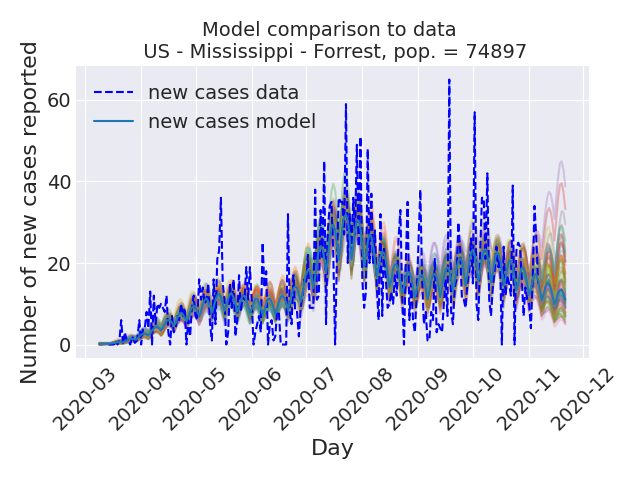 Model comparison to data
US - Mississippi - Forrest, pop. = 74897
Number of new cases reported
60
40
20
0
new cases data
new cases model
2020-03
2020-04
2020-05
2020-06
2020-07
2020-08
2020-09
2020-10
2020-11
2020-12
Day